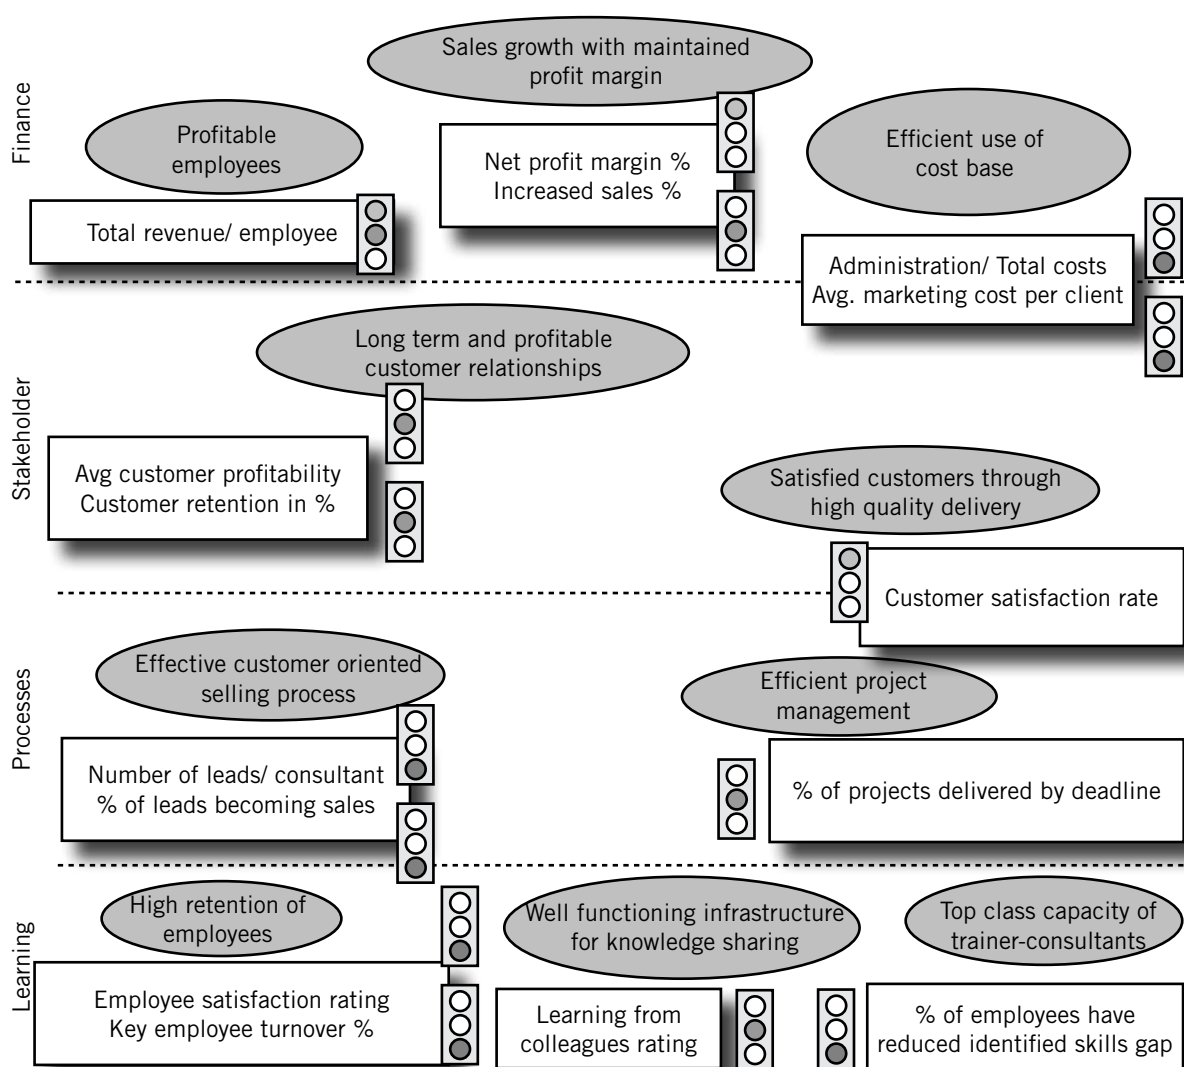 Finance
Sales growth with maintained
profit margin
Profitable
employees
Efficient use of
cost base
Net profit margin %
Increased sales %
Total revenue/ employee
Administration/ Total costs
Avg. marketing cost per client
Stakeholder
Long term and profitable
customer relationships
Avg customer profitability
Customer retention in %
Satisfied customers through
high quality delivery
Customer satisfaction rate
Processes
Effective customer oriented
selling process
Efficient project
management
Number of leads/ consultant
% of leads becoming sales
% of projects delivered by deadline
Learning
High retention of
employees
Well functioning infrastructure
for knowledge sharing
Top class capacity of
trainer-consultants
Employee satisfaction rating
Key employee turnover %
Learning from
colleagues rating
% of employees have
reduced identified skills gap